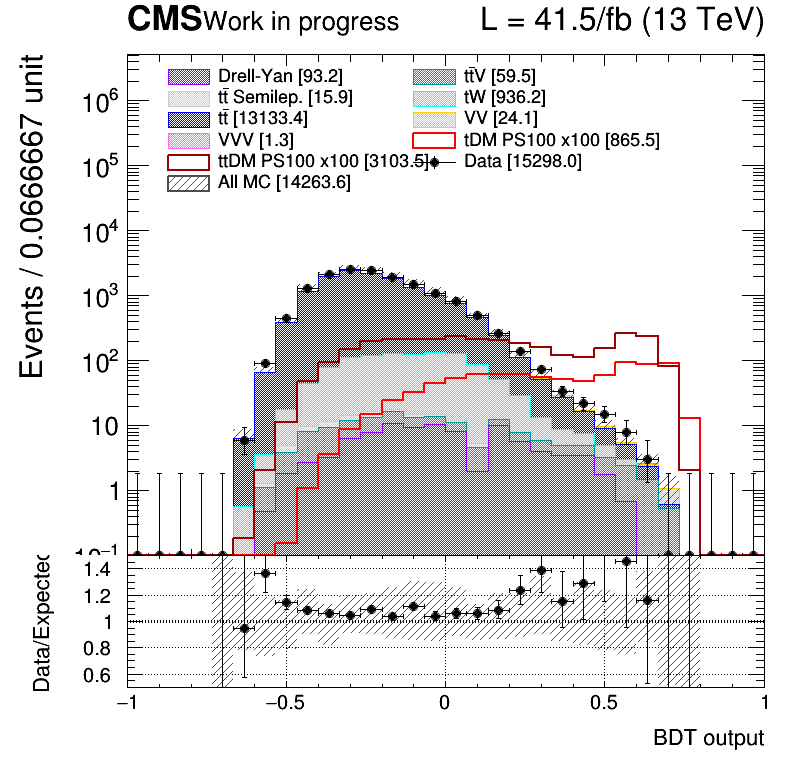 CMS Work in progress L = 41.5/fb (13 TeV)
Drell-Yan [93.2] tt̄V [59.5]
tt̄ Semilep. [15.9] tW [936.2]
tt̄ [13133.4] VV [24.1]
VVV [1.3] tDM PS100 x100 [865.5]
ttDM PS100 x100 [3103.5] Data [15298.0]
All MC [14263.6]
Events / 0.0666667 unit
10⁶
10⁵
10⁴
10³
10²
10
1
10⁻¹
Data/Expected
1.4
1.2
1
0.8
0.6
−1 −0.5 0 0.5 1
BDT output